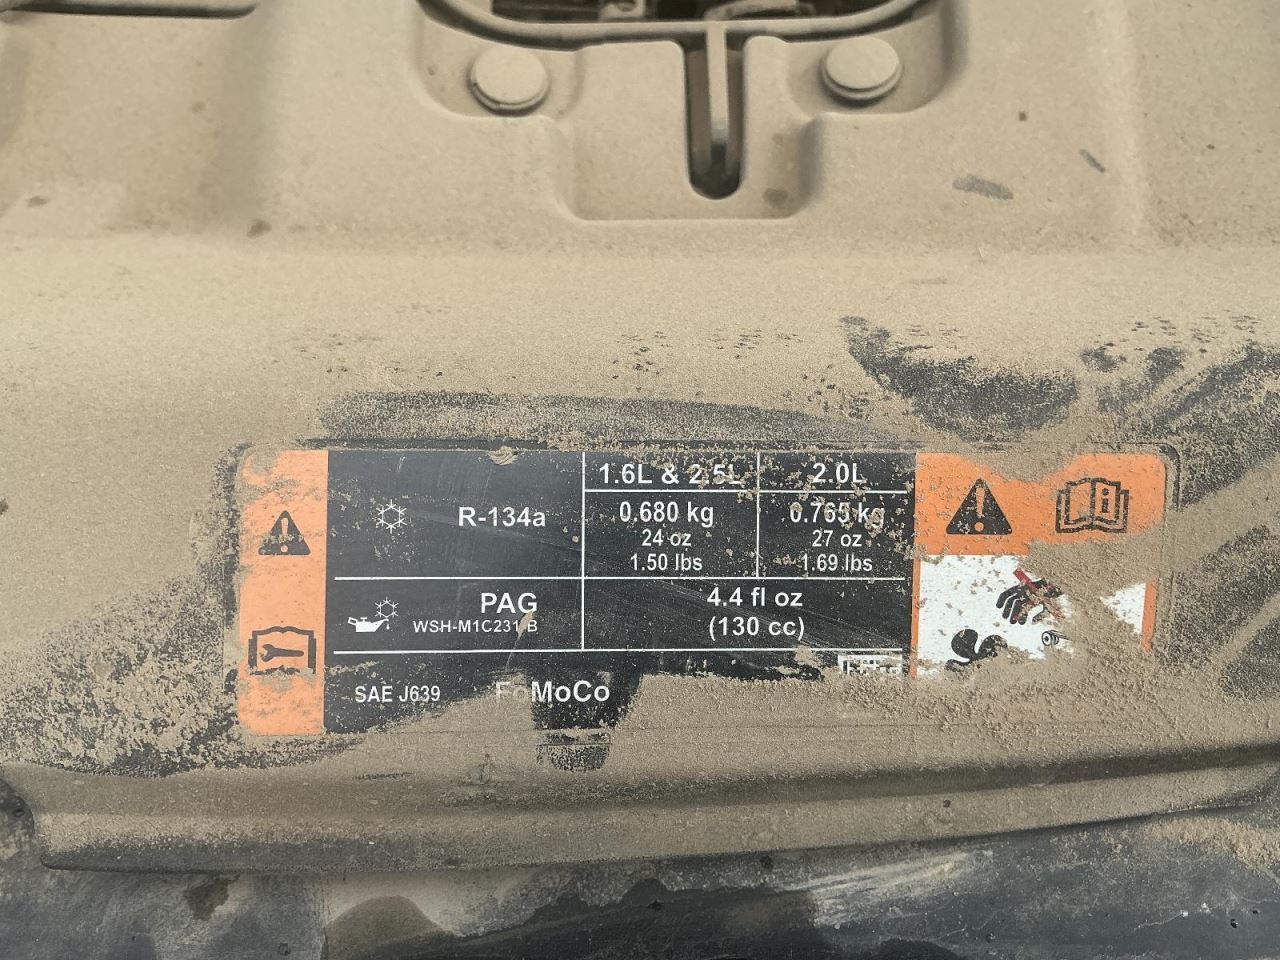 1.6L & 2.5L 2.0L
R-134a 0.680 kg 0.765 kg
24 oz 27 oz
1.50 lbs 1.69 lbs
PAG 4.4 fl oz
WSH-M1C231-B (130 cc)
SAE J639 FoMoCo